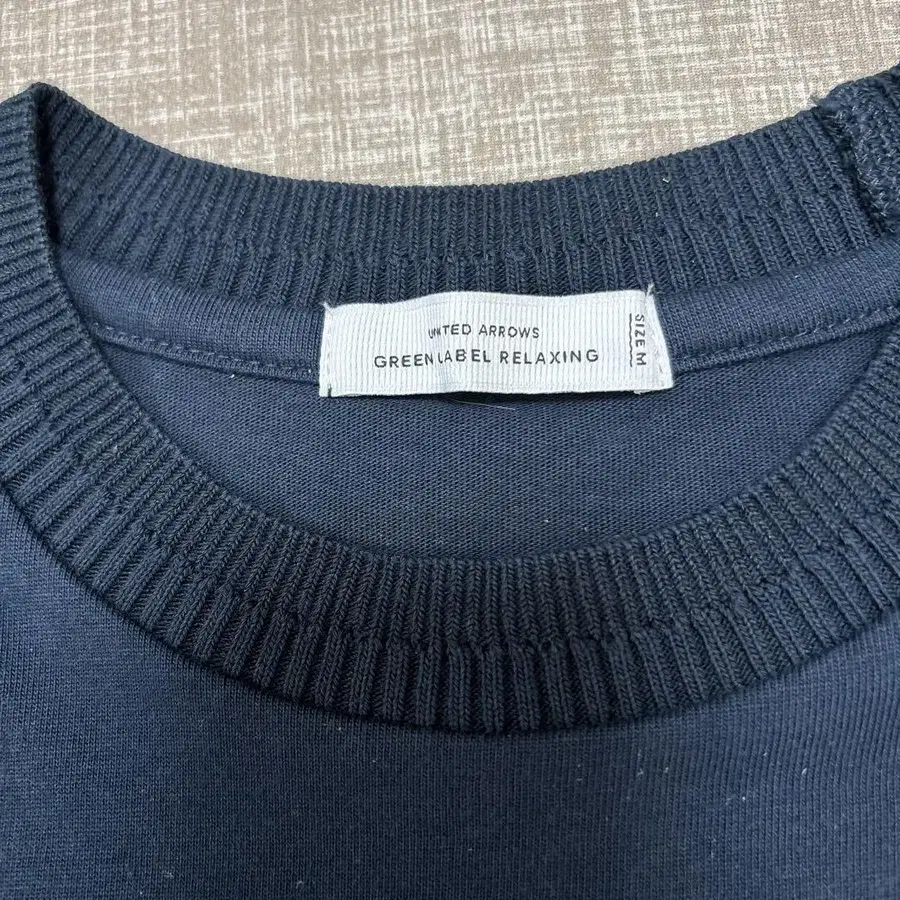 UNITED ARROWS
GREEN LABEL RELAXING
SIZE M